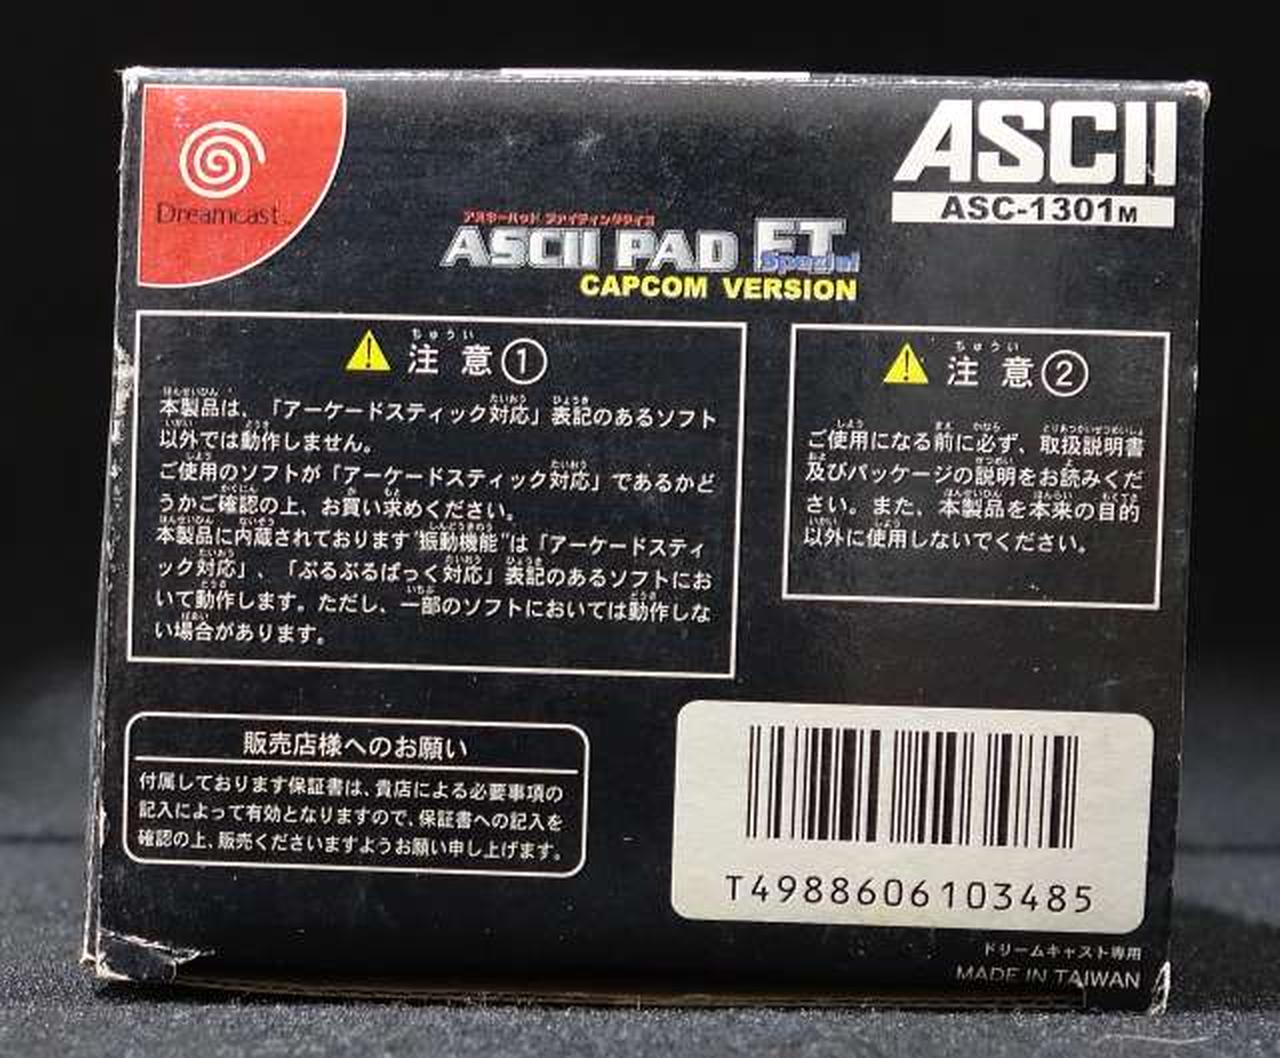 Dreamcast
ASCII
ASC-1301M
アスキーパッド ファイティングタイプ
ASCII PAD FT
Spezial
CAPCOM VERSION
ちゅうい
注意①
本製品は、「アーケードスティック対応」表記のあるソフト
以外では動作しません。
ご使用のソフトが「アーケードスティック対応」であるかど
うかご確認の上、お買い求めください。
本製品に内蔵されております"振動機能"は「アーケードスティ
ック対応」、「ぷるぷるぱっく対応」表記のあるソフトにお
いて動作します。ただし、一部のソフトにおいては動作しな
い場合があります。
ちゅうい
注意②
ご使用になる前に必ず、取扱説明書
及びパッケージの説明をお読みくだ
さい。また、本製品を本来の目的
以外に使用しないでください。
販売店様へのお願い
付属しております保証書は、貴店による必要事項の
記入によって有効となりますので、保証書への記入を
確認の上、販売くださいますようお願い申し上げます。
T4988606103485
ドリームキャスト専用
MADE IN TAIWAN